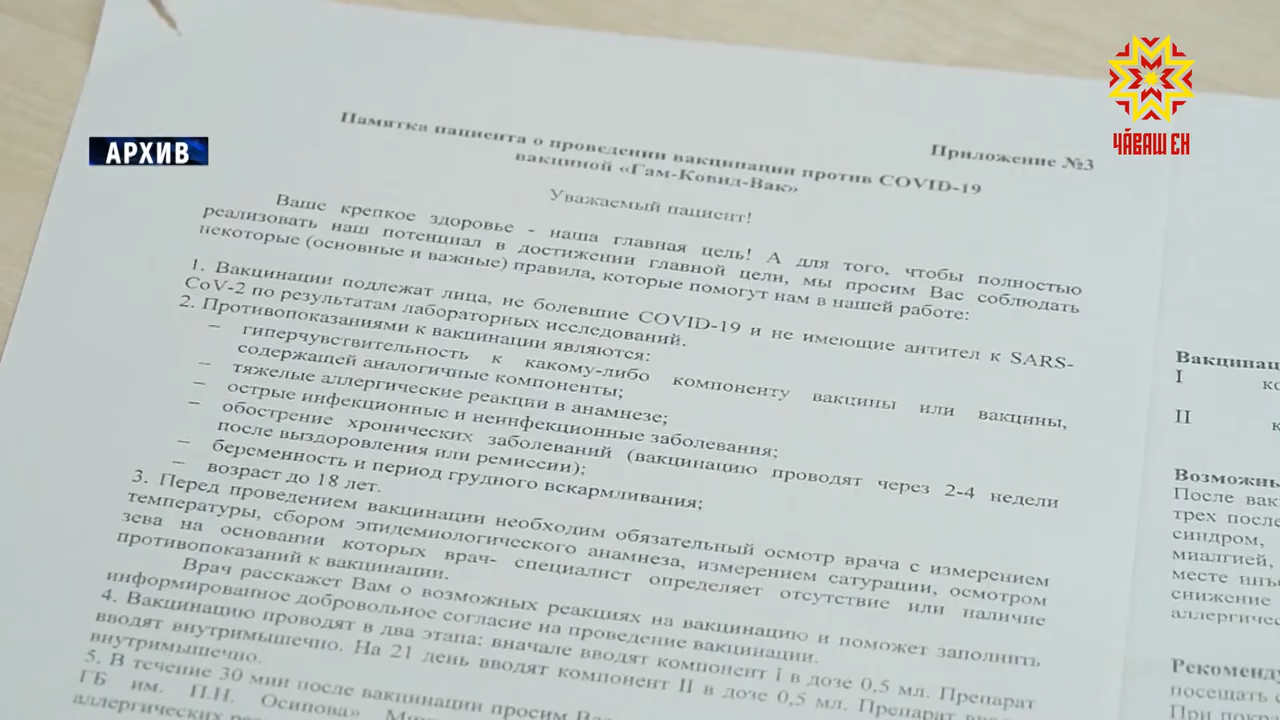 АРХИВ
ЧӐВАШ ЕН
Приложение №3
Памятка пациента о проведении вакцинации против COVID-19
вакциной «Гам-Ковид-Вак»
Уважаемый пациент!
Ваше крепкое здоровье - наша главная цель! А для того, чтобы полностью
реализовать наш потенциал в достижении главной цели, мы просим Вас соблюдать
некоторые (основные и важные) правила, которые помогут нам в нашей работе:
1. Вакцинации подлежат лица, не болевшие COVID-19 и не имеющие антител к SARS-
CoV-2 по результатам лабораторных исследований.
2. Противопоказаниями к вакцинации являются:
– гиперчувствительность к какому-либо компоненту вакцины или вакцины,
содержащей аналогичные компоненты;
– тяжелые аллергические реакции в анамнезе;
– острые инфекционные и неинфекционные заболевания;
– обострение хронических заболеваний (вакцинацию проводят через 2-4 недели
после выздоровления или ремиссии);
– беременность и период грудного вскармливания;
– возраст до 18 лет.
3. Перед проведением вакцинации необходим обязательный осмотр врача с измерением
температуры, сбором эпидемиологического анамнеза, измерением сатурации, осмотром
зева на основании которых врач- специалист определяет отсутствие или наличие
противопоказаний к вакцинации.
Врач расскажет Вам о возможных реакциях на вакцинацию и поможет заполнить
информированное добровольное согласие на проведение вакцинации.
4. Вакцинацию проводят в два этапа: вначале вводят компонент I в дозе 0,5 мл. Препарат
вводят внутримышечно. На 21 день вводят компонент II в дозе 0,5 мл. Препарат
внутримышечно.
5. В течение 30 мин после вакцинации просим
ГБ им. П.Н. Осипова»
аллергических
Вакцинац
I ко
II к
Возможны
После вак
трех посл
синдром,
миалгией,
месте инъ
снижение
аллергичес
Рекоменду
посещать с
При покр